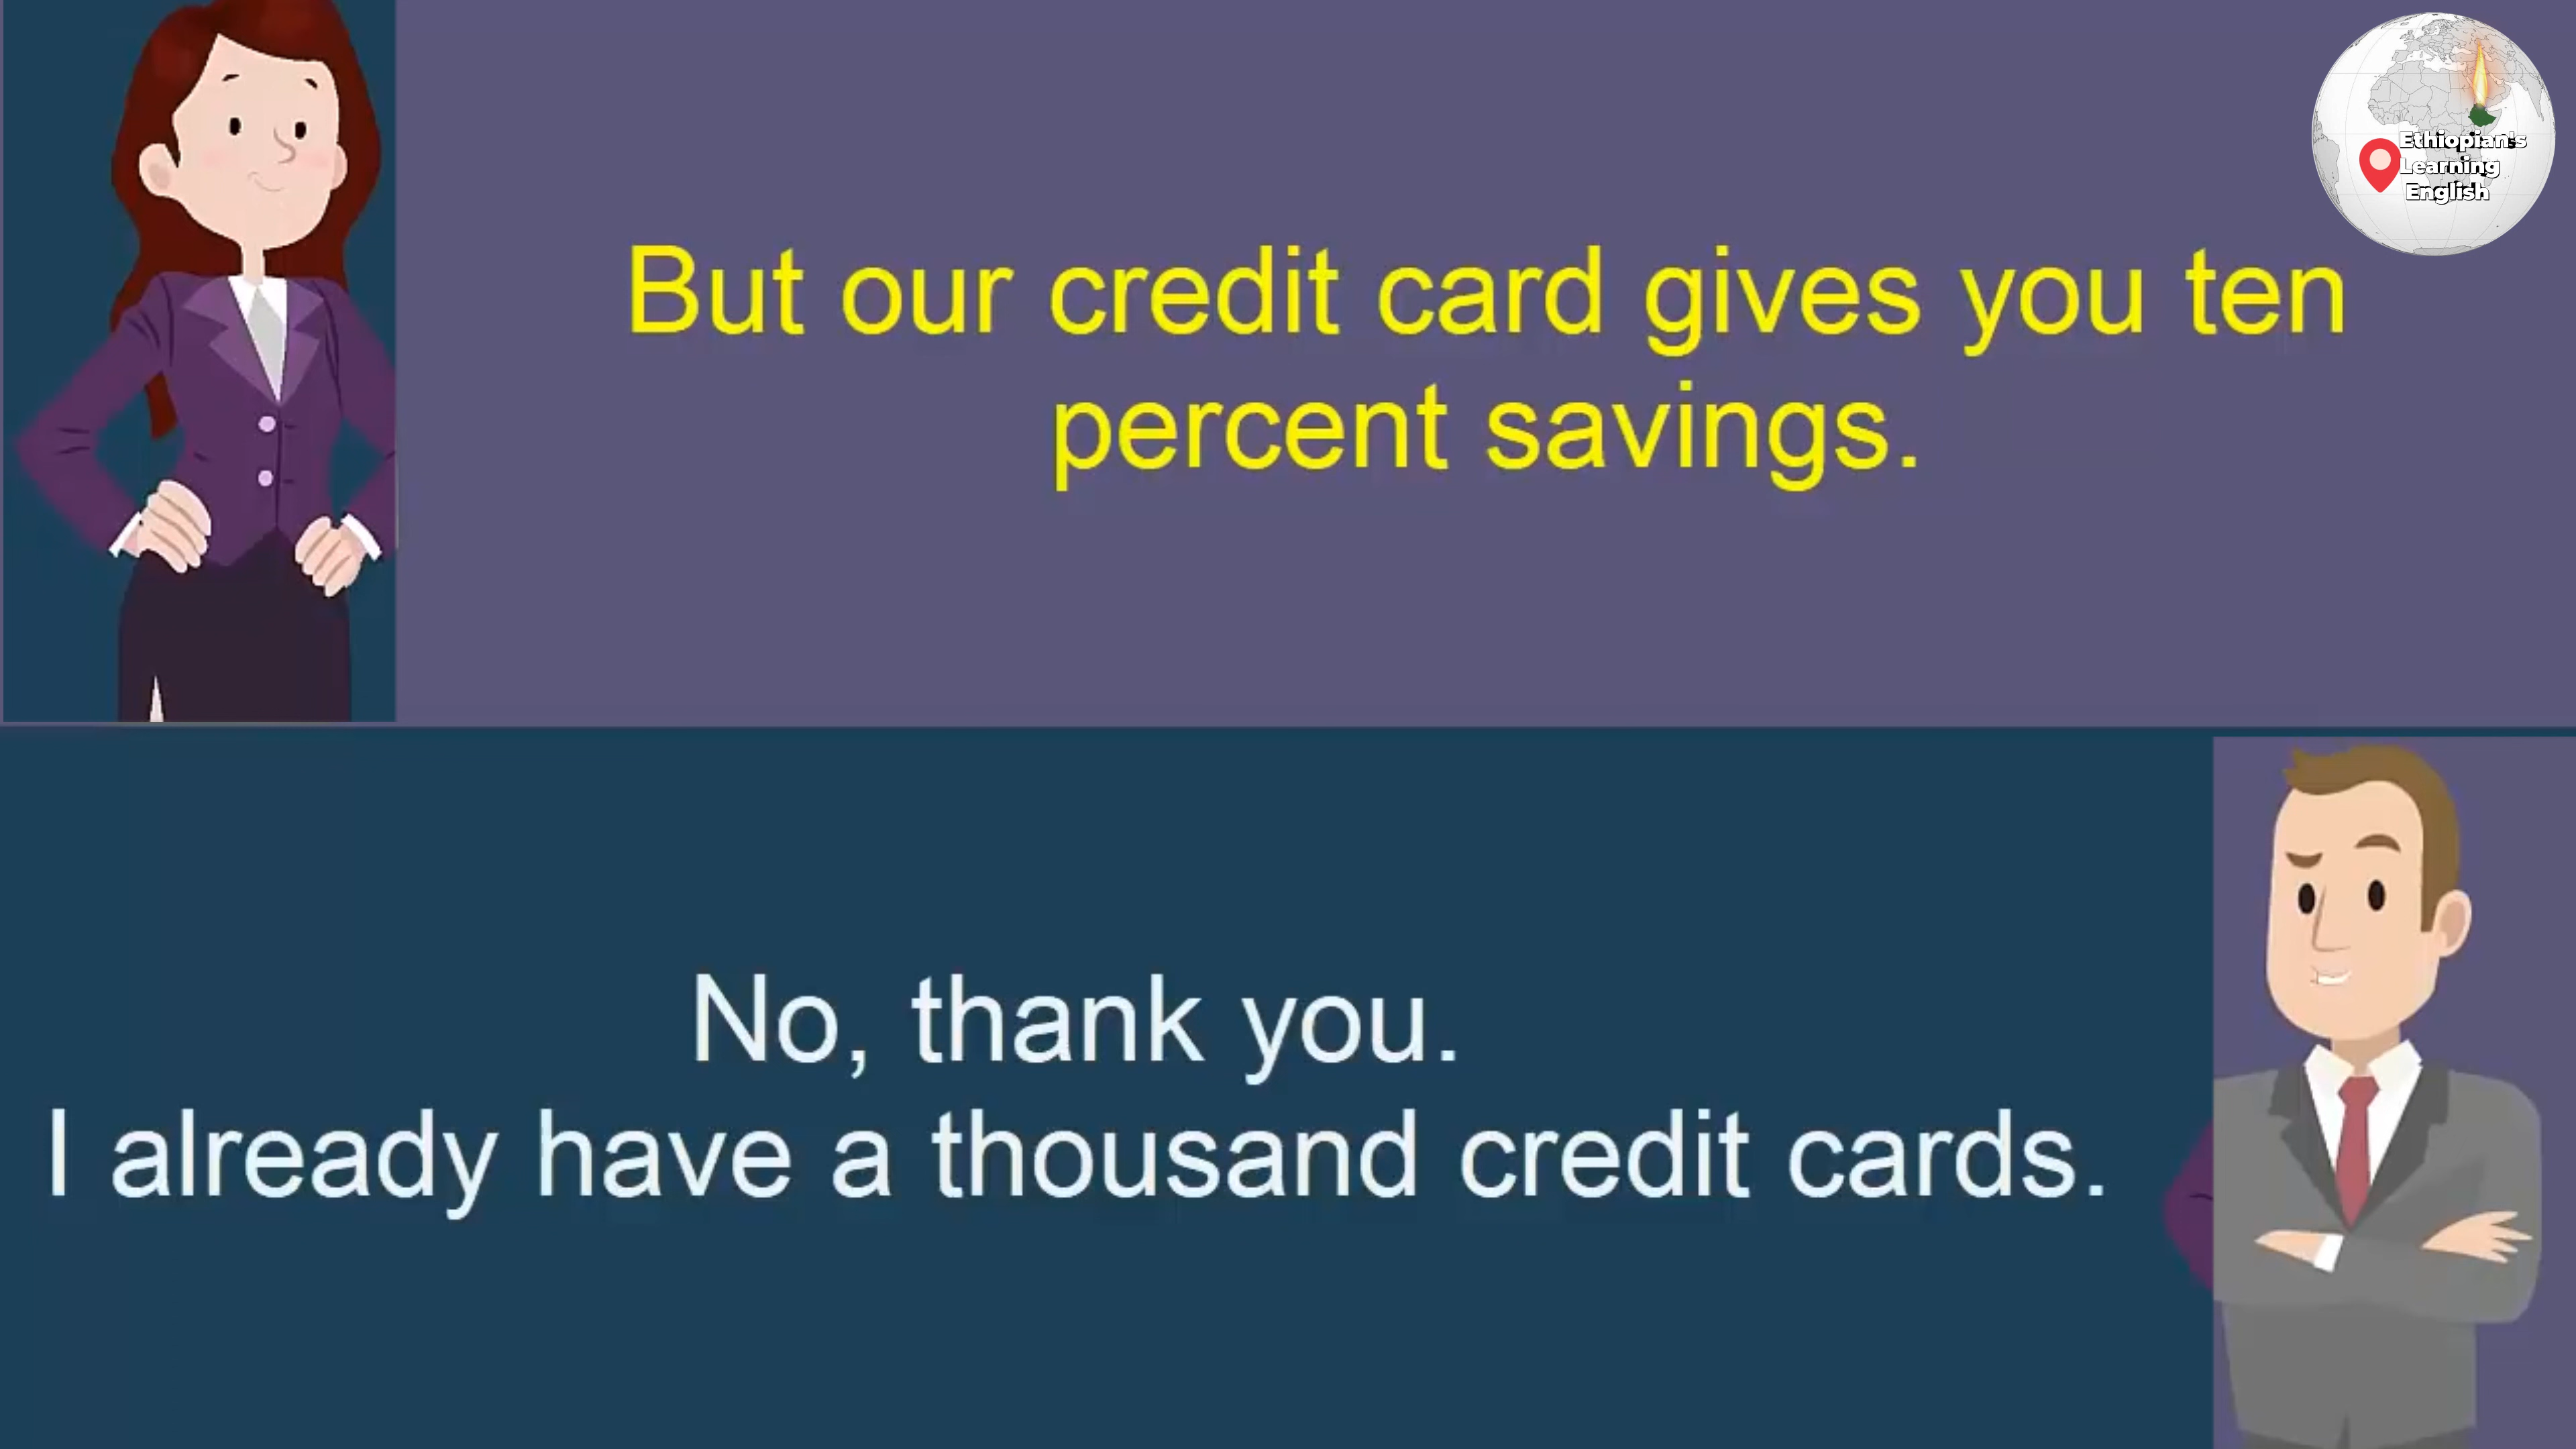 Ethiopian's
Learning
English
But our credit card gives you ten
percent savings.
No, thank you.
I already have a thousand credit cards.